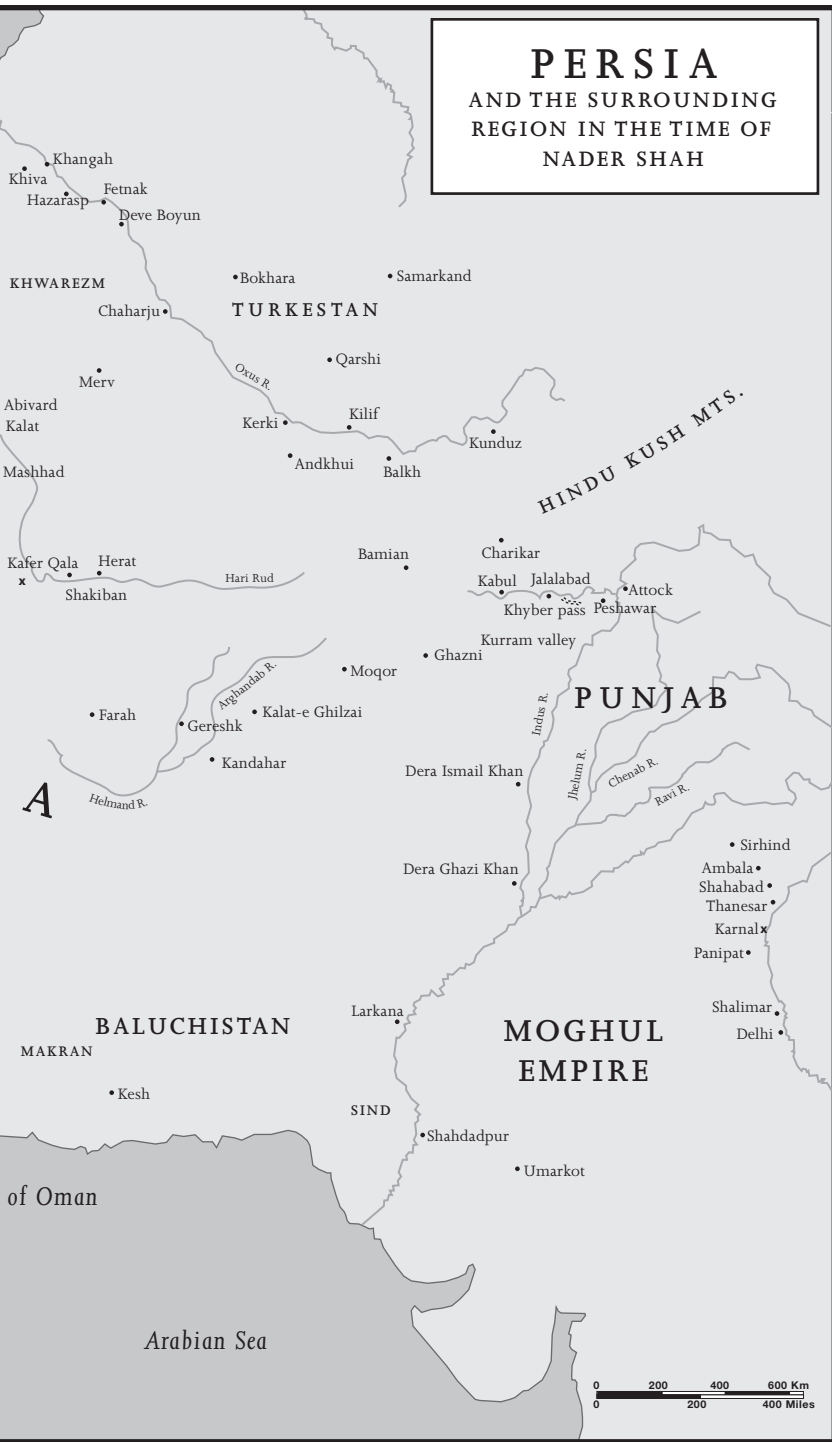 PERSIA
AND THE SURROUNDING
REGION IN THE TIME OF
NADER SHAH
Khangah
Khiva
Hazarasp
Fetnak
Deve Boyun
KHWAREZM
Bokhara
Samarkand
TURKESTAN
Chaharju
Qarshi
Oxus R.
Merv
Abivard
Kalat
Kerki
Kilif
Kunduz
HINDU KUSH MTS.
Mashhad
Andkhui
Balkh
Kafer Qala
x
Herat
Shakiban
Hari Rud
Bamian
Charikar
Kabul
Jalalabad
Attock
Khyber pass
Peshawar
Kurram valley
Ghazni
Moqor
Arghandab R.
Farah
Gereshk
Kalat-e Ghilzai
Kandahar
Helmand R.
A
PUNJAB
Indus R.
Jhelum R.
Chenab R.
Ravi R.
Dera Ismail Khan
Dera Ghazi Khan
Sirhind
Ambala
Shahabad
Thanesar
Karnal x
Panipat
Shalimar
Delhi
BALUCHISTAN
MAKRAN
Kesh
Larkana
MOGHUL
EMPIRE
SIND
Shahdadpur
Umarkot
of Oman
Arabian Sea
0 200 400 600 Km
0 200 400 Miles